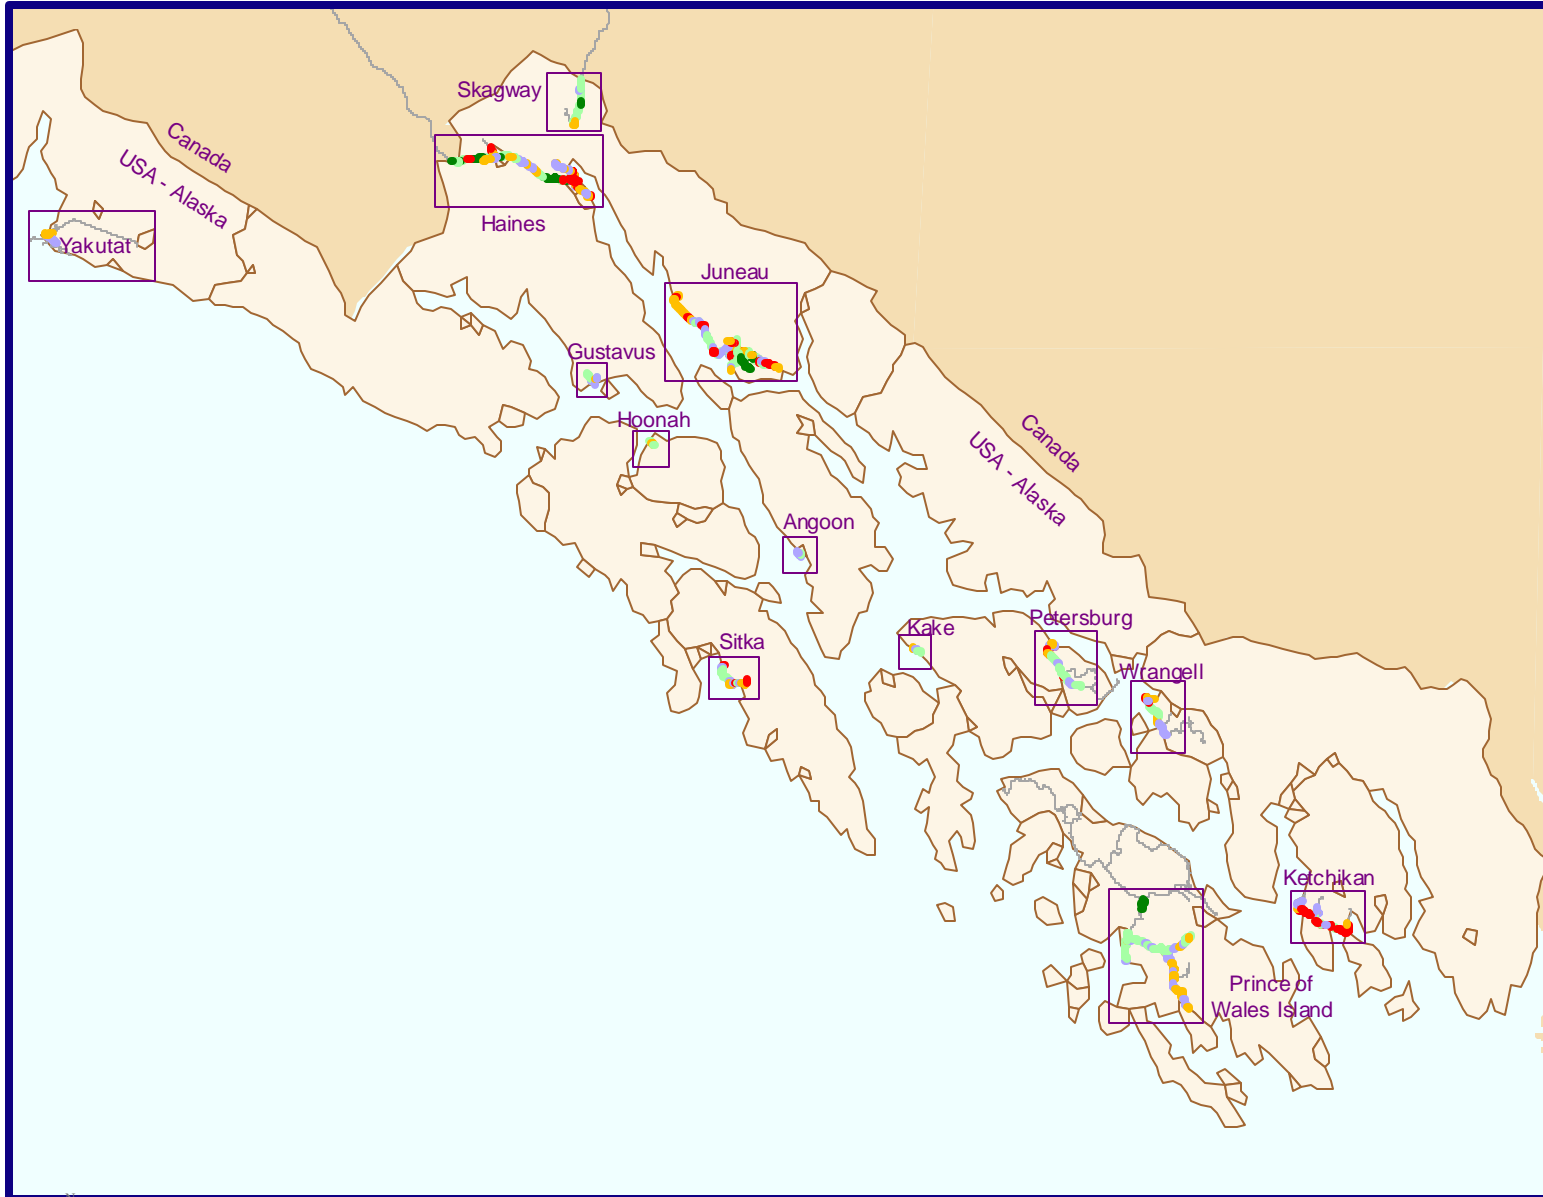 Skagway
Canada
USA - Alaska
Haines
Yakutat
Juneau
Gustavus
Hoonah
Canada
USA - Alaska
Angoon
Kake
Petersburg
Sitka
Wrangell
Ketchikan
Prince of
Wales Island